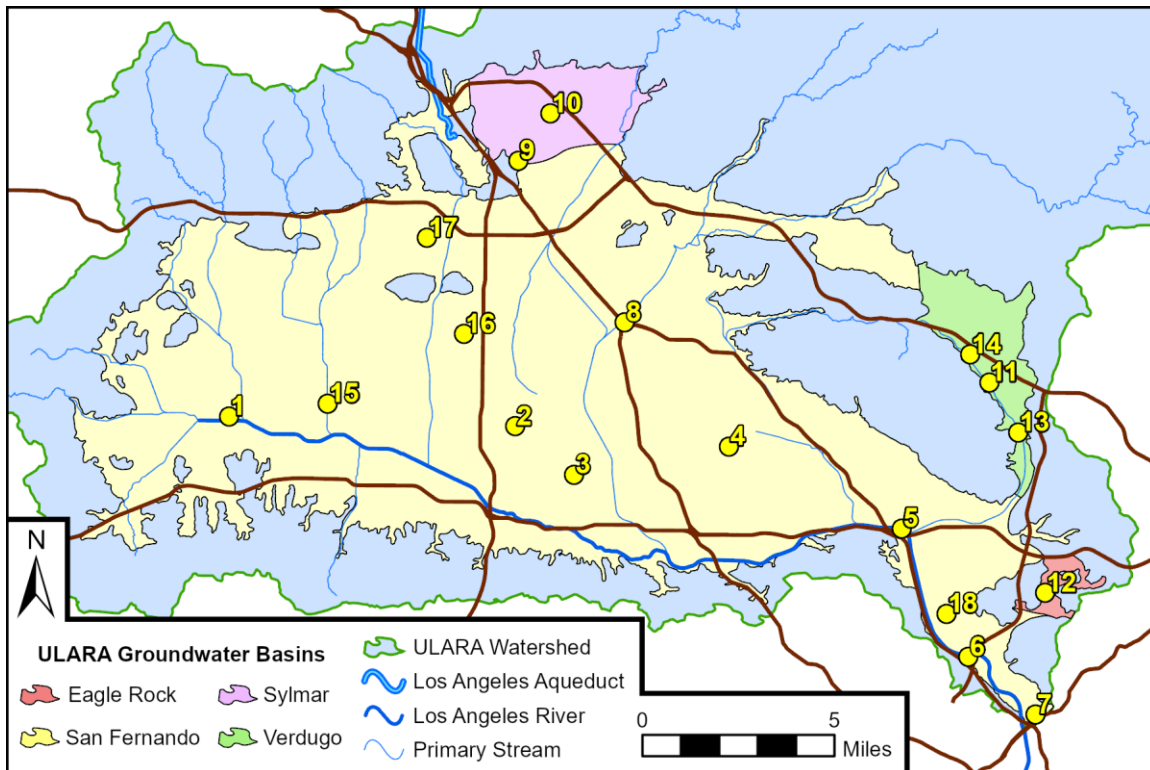 10
9
17
8
16
14
11
15
1
2
13
3
4
5
N
12
18
6
7
ULARA Groundwater Basins
Eagle Rock
Sylmar
San Fernando
Verdugo
ULARA Watershed
Los Angeles Aqueduct
Los Angeles River
Primary Stream
0 5
Miles